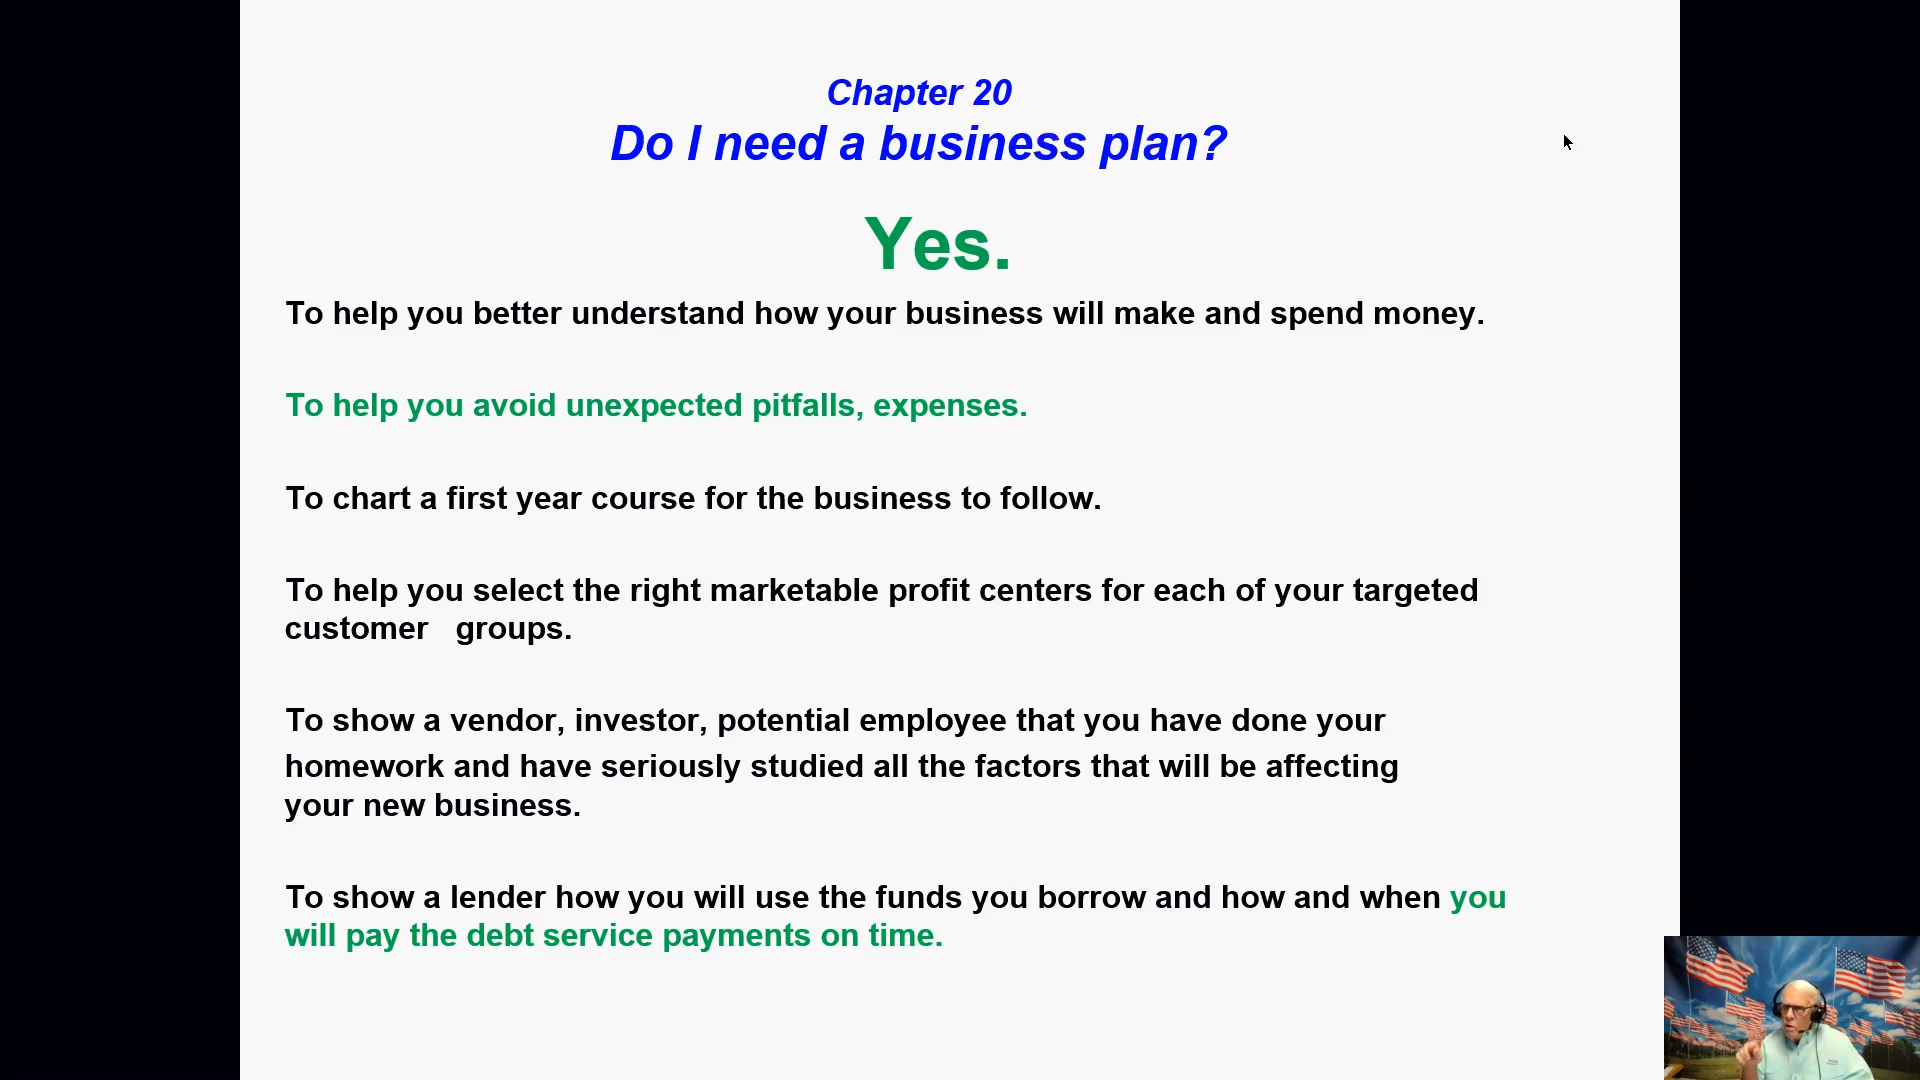 Chapter 20
Do I need a business plan?
Yes.
To help you better understand how your business will make and spend money.
To help you avoid unexpected pitfalls, expenses.
To chart a first year course for the business to follow.
To help you select the right marketable profit centers for each of your targeted
customer   groups.
To show a vendor, investor, potential employee that you have done your
homework and have seriously studied all the factors that will be affecting
your new business.
To show a lender how you will use the funds you borrow and how and when you
will pay the debt service payments on time.